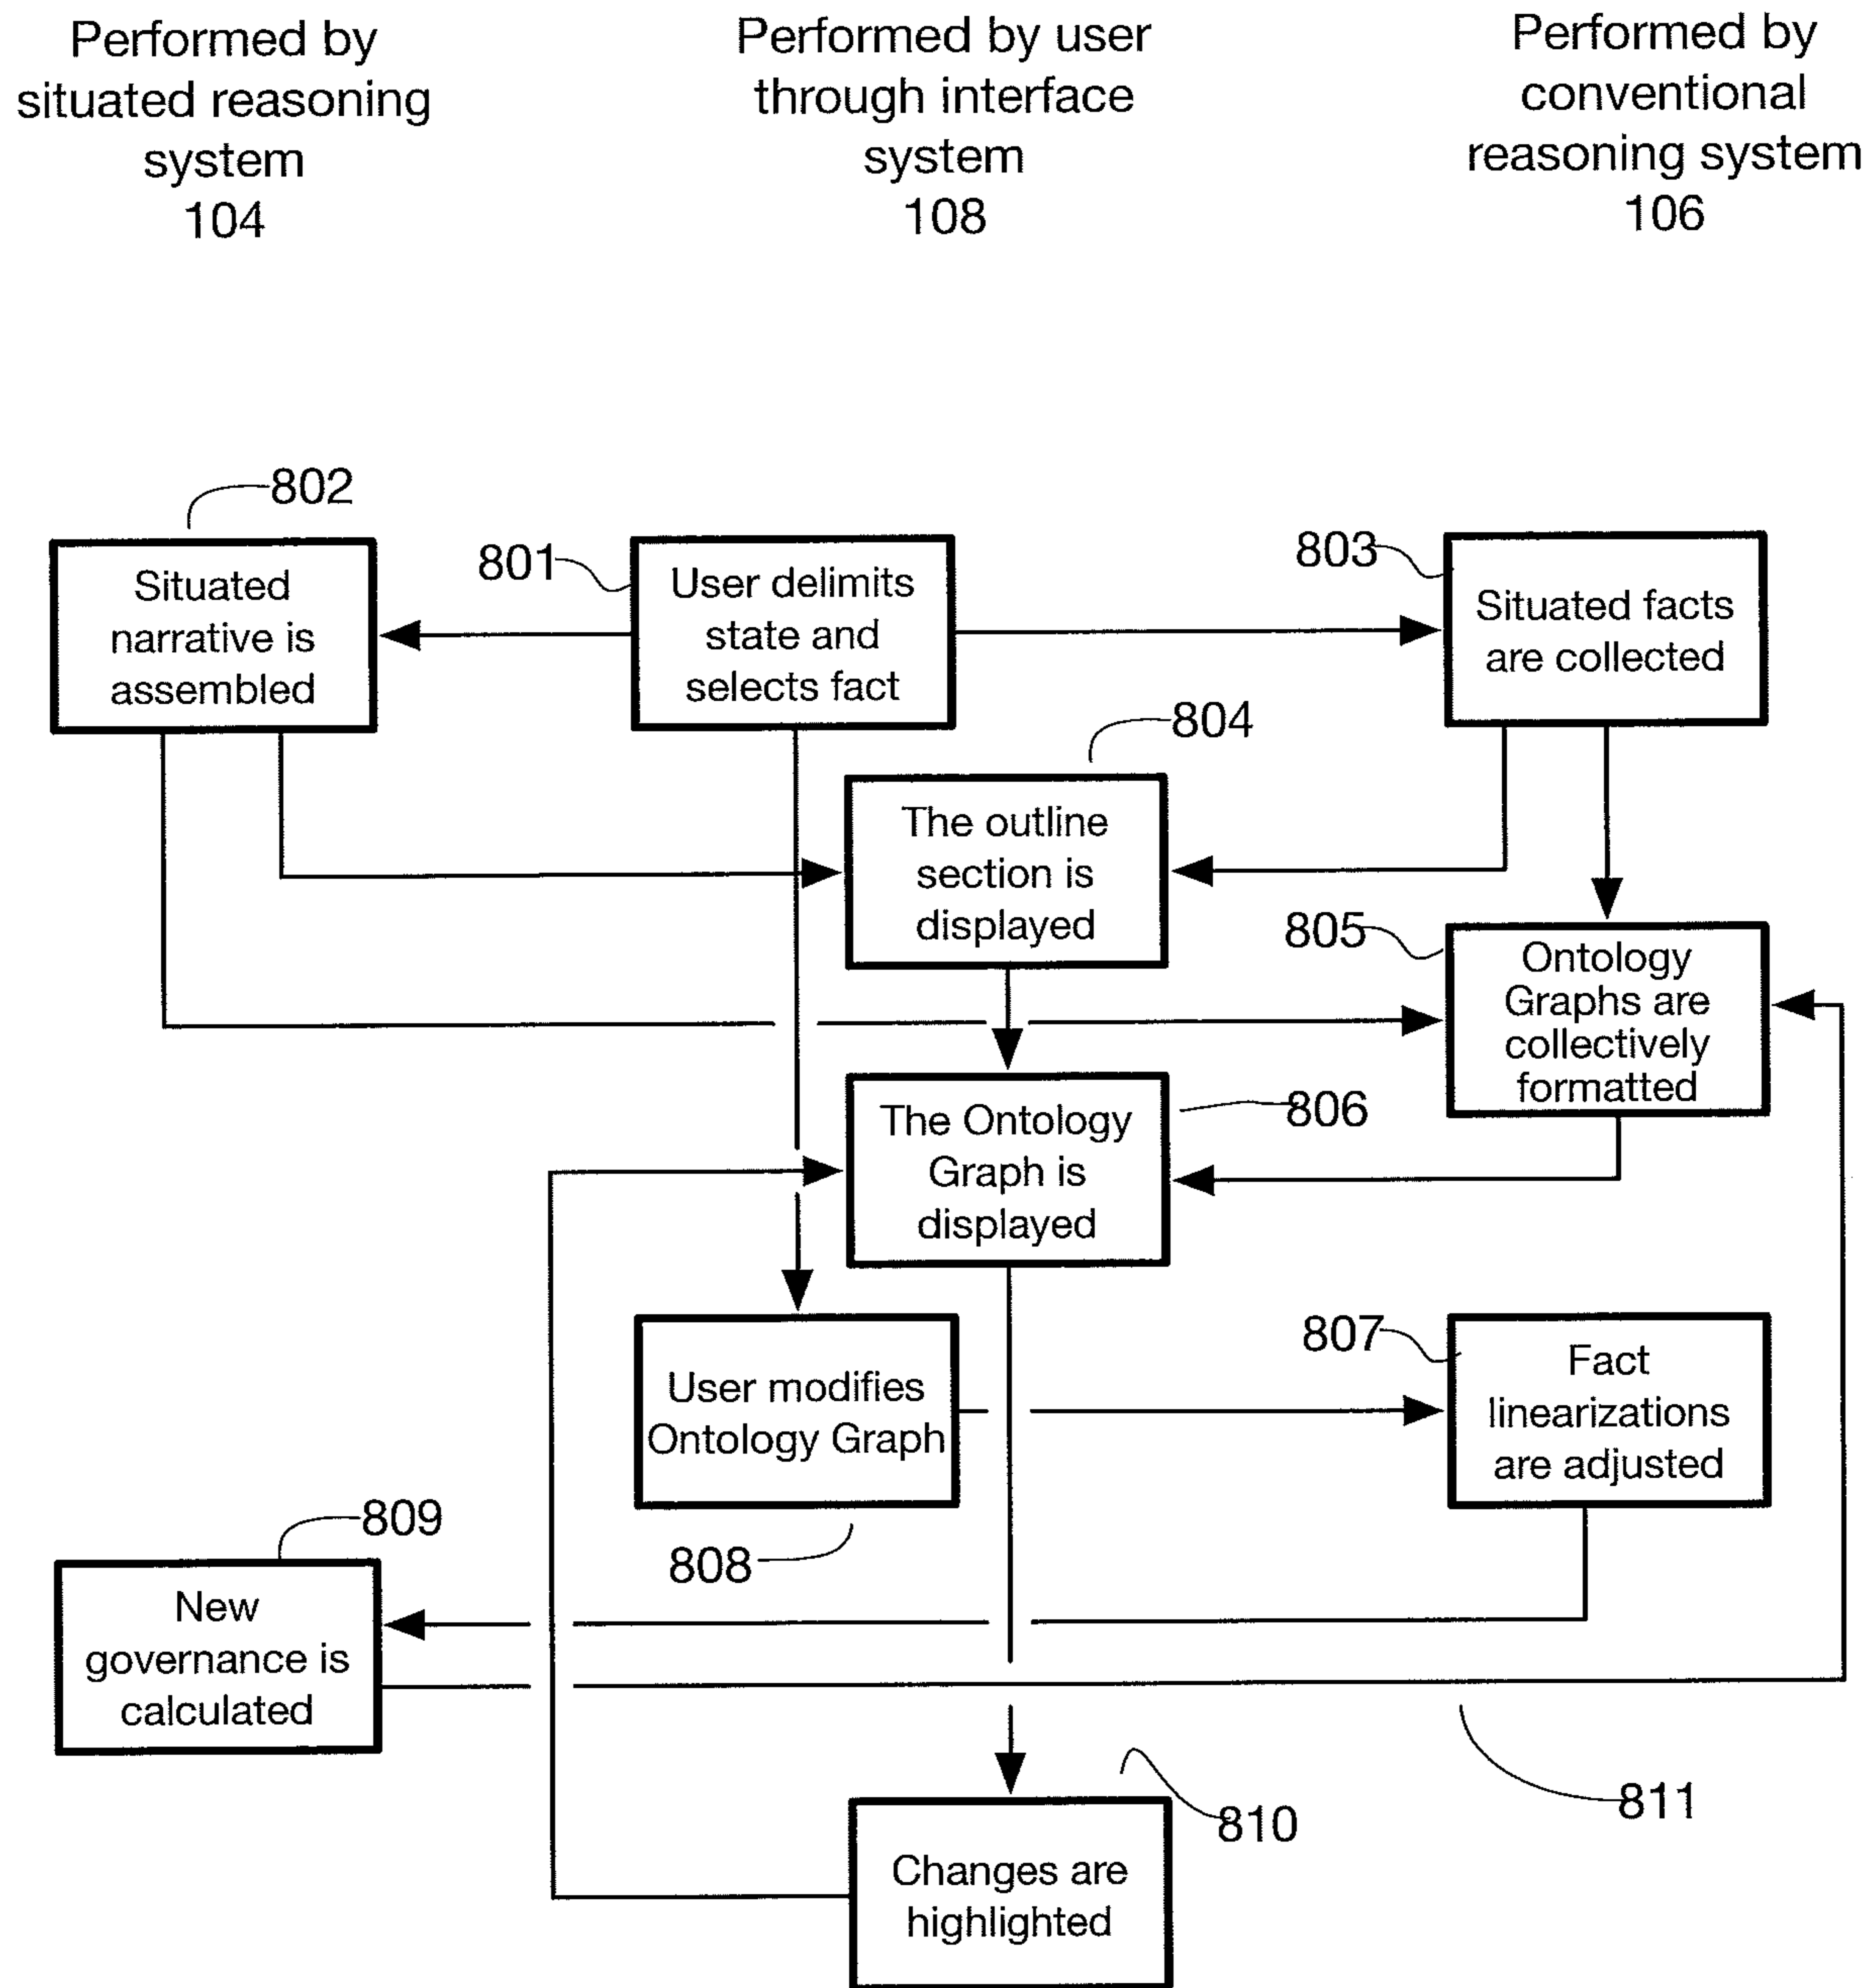 Performed by
situated reasoning
system
104
Performed by user
through interface
system
108
Performed by
conventional
reasoning system
106
802
Situated
narrative is
assembled
801
User delimits
state and
selects fact
803
Situated facts
are collected
804
The outline
section is
displayed
805
Ontology
Graphs are
collectively
formatted
806
The Ontology
Graph is
displayed
807
Fact
linearizations
are adjusted
User modifies
Ontology Graph
808
809
New
governance is
calculated
810
811
Changes are
highlighted